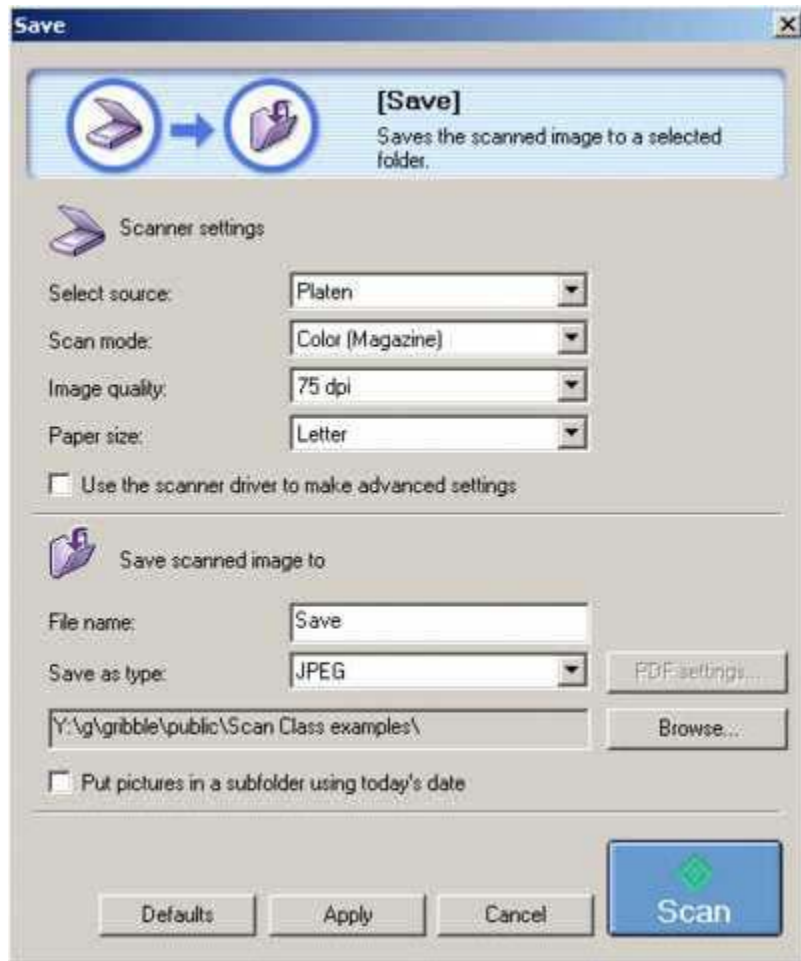 Save
[Save]
Saves the scanned image to a selected
folder.
Scanner settings
Select source: Platen
Scan mode: Color (Magazine)
Image quality: 75 dpi
Paper size: Letter
Use the scanner driver to make advanced settings
Save scanned image to
File name: Save
Save as type: JPEG PDF settings...
Y:\g\gribble\public\Scan Class examples\ Browse...
Put pictures in a subfolder using today's date
Defaults Apply Cancel Scan